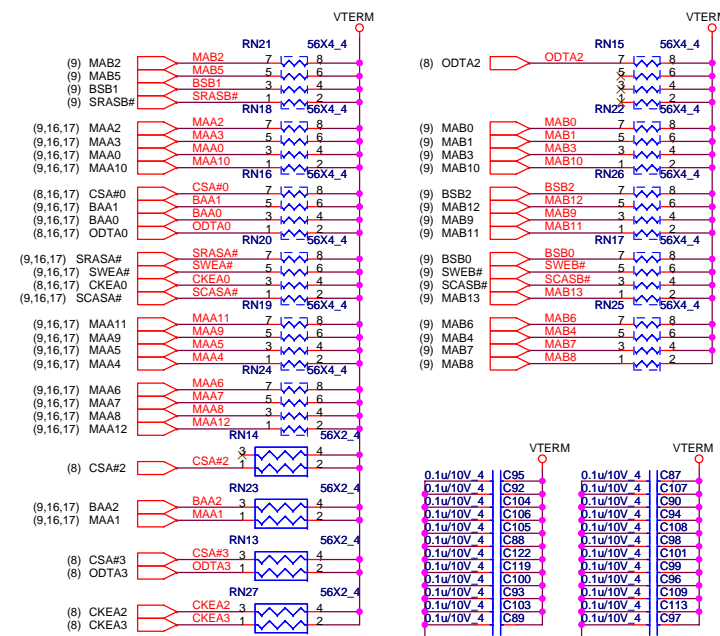 VTERM
RN21 56X4_4
(9) MAB2 MAB2 7 8
(9) MAB5 MAB5 5 6
(9) BSB1 BSB1 3 4
(9) SRASB# SRASB# 1 2
RN18 56X4_4
(9,16,17) MAA2 MAA2 7 8
(9,16,17) MAA3 MAA3 5 6
(9,16,17) MAA0 MAA0 3 4
(9,16,17) MAA10 MAA10 1 2
RN16 56X4_4
(8,16,17) CSA#0 CSA#0 7 8
(9,16,17) BAA1 BAA1 5 6
(9,16,17) BAA0 BAA0 3 4
(8,16,17) ODTA0 ODTA0 1 2
RN20 56X4_4
(9,16,17) SRASA# SRASA# 7 8
(9,16,17) SWEA# SWEA# 5 6
(8,16,17) CKEA0 CKEA0 3 4
(9,16,17) SCASA# SCASA# 1 2
RN19 56X4_4
(9,16,17) MAA11 MAA11 7 8
(9,16,17) MAA9 MAA9 5 6
(9,16,17) MAA5 MAA5 3 4
(9,16,17) MAA4 MAA4 1 2
RN24 56X4_4
(9,16,17) MAA6 MAA6 7 8
(9,16,17) MAA7 MAA7 5 6
(9,16,17) MAA8 MAA8 3 4
(9,16,17) MAA12 MAA12 1 2
RN14 56X2_4
3 4
(8) CSA#2 CSA#2 1 2
RN23 56X2_4
(9,16,17) BAA2 BAA2 3 4
(9,16,17) MAA1 MAA1 1 2
RN13 56X2_4
(8) CSA#3 CSA#3 3 4
(8) ODTA3 ODTA3 1 2
RN27 56X2_4
(8) CKEA2 CKEA2 3 4
(8) CKEA3 CKEA3 1 2
VTERM
RN15 56X4_4
(8) ODTA2 ODTA2 7 8
5 6
3 4
1 2
RN22 56X4_4
(9) MAB0 MAB0 7 8
(9) MAB1 MAB1 5 6
(9) MAB3 MAB3 3 4
(9) MAB10 MAB10 1 2
RN26 56X4_4
(9) BSB2 BSB2 7 8
(9) MAB12 MAB12 5 6
(9) MAB9 MAB9 3 4
(9) MAB11 MAB11 1 2
RN17 56X4_4
(9) BSB0 BSB0 7 8
(9) SWEB# SWEB# 5 6
(9) SCASB# SCASB# 3 4
(9) MAB13 MAB13 1 2
RN25 56X4_4
(9) MAB6 MAB6 7 8
(9) MAB4 MAB4 5 6
(9) MAB7 MAB7 3 4
(9) MAB8 MAB8 1 2
VTERM
0.1u/10V_4 C95
0.1u/10V_4 C92
0.1u/10V_4 C104
0.1u/10V_4 C106
0.1u/10V_4 C105
0.1u/10V_4 C88
0.1u/10V_4 C122
0.1u/10V_4 C119
0.1u/10V_4 C100
0.1u/10V_4 C93
0.1u/10V_4 C103
0.1u/10V_4 C89
VTERM
0.1u/10V_4 C87
0.1u/10V_4 C107
0.1u/10V_4 C90
0.1u/10V_4 C94
0.1u/10V_4 C108
0.1u/10V_4 C98
0.1u/10V_4 C101
0.1u/10V_4 C99
0.1u/10V_4 C96
0.1u/10V_4 C109
0.1u/10V_4 C113
0.1u/10V_4 C97